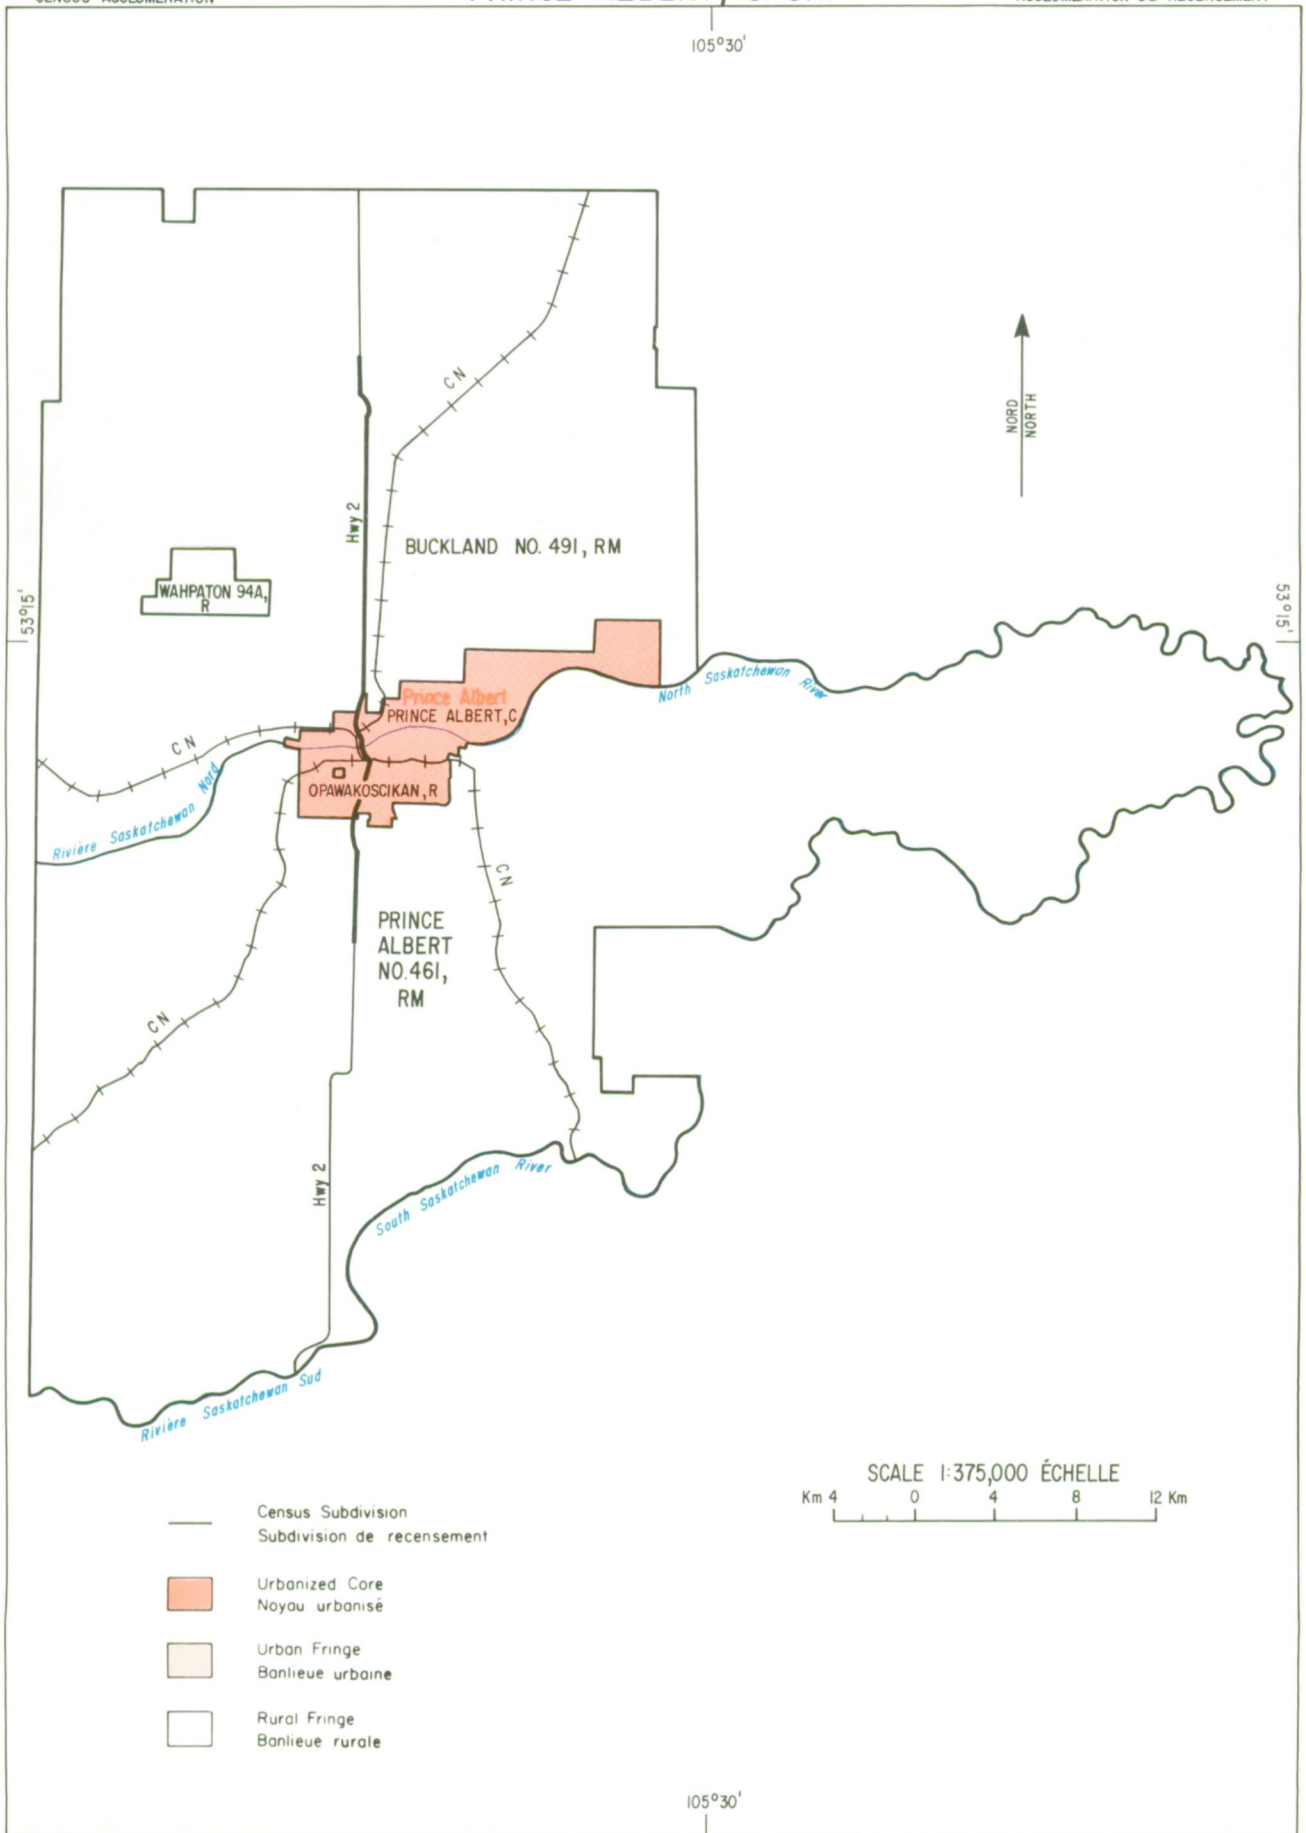 105°30'
NORD
NORTH
CN
Hwy 2
BUCKLAND NO. 491, RM
WAHPATON 94A,
R
53°15'
53°15'
Prince Albert
PRINCE ALBERT, C
North Saskatchewan River
CN
OPAWAKOSCIKAN, R
Rivière Saskatchewan Nord
CN
PRINCE
ALBERT
NO. 461,
RM
CN
Hwy 2
South Saskatchewan River
Rivière Saskatchewan Sud
SCALE 1:375,000 ÉCHELLE
Km 4 0 4 8 12 Km
Census Subdivision
Subdivision de recensement
Urbanized Core
Noyau urbanisé
Urban Fringe
Banlieue urbaine
Rural Fringe
Banlieue rurale
105°30'